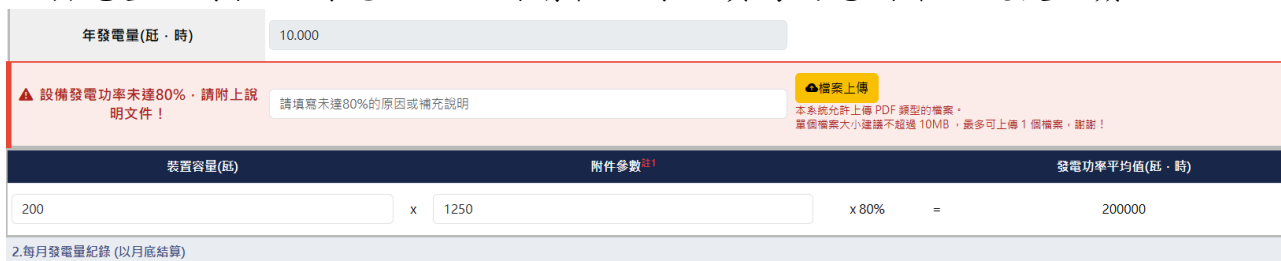 年發電量(瓩・時) 10.000
▲ 設備發電功率未達80%・請附上說明文件！
請填寫未達80%的原因或補充說明
檔案上傳
本系統允許上傳 PDF 類型的檔案。
單個檔案大小建議不超過 10MB ，最多可上傳 1 個檔案，謝謝！
裝置容量(瓩) 附件參數註1 發電功率平均值(瓩・時)
200 x 1250 x 80% = 200000
2.每月發電量紀錄 (以月底結算)